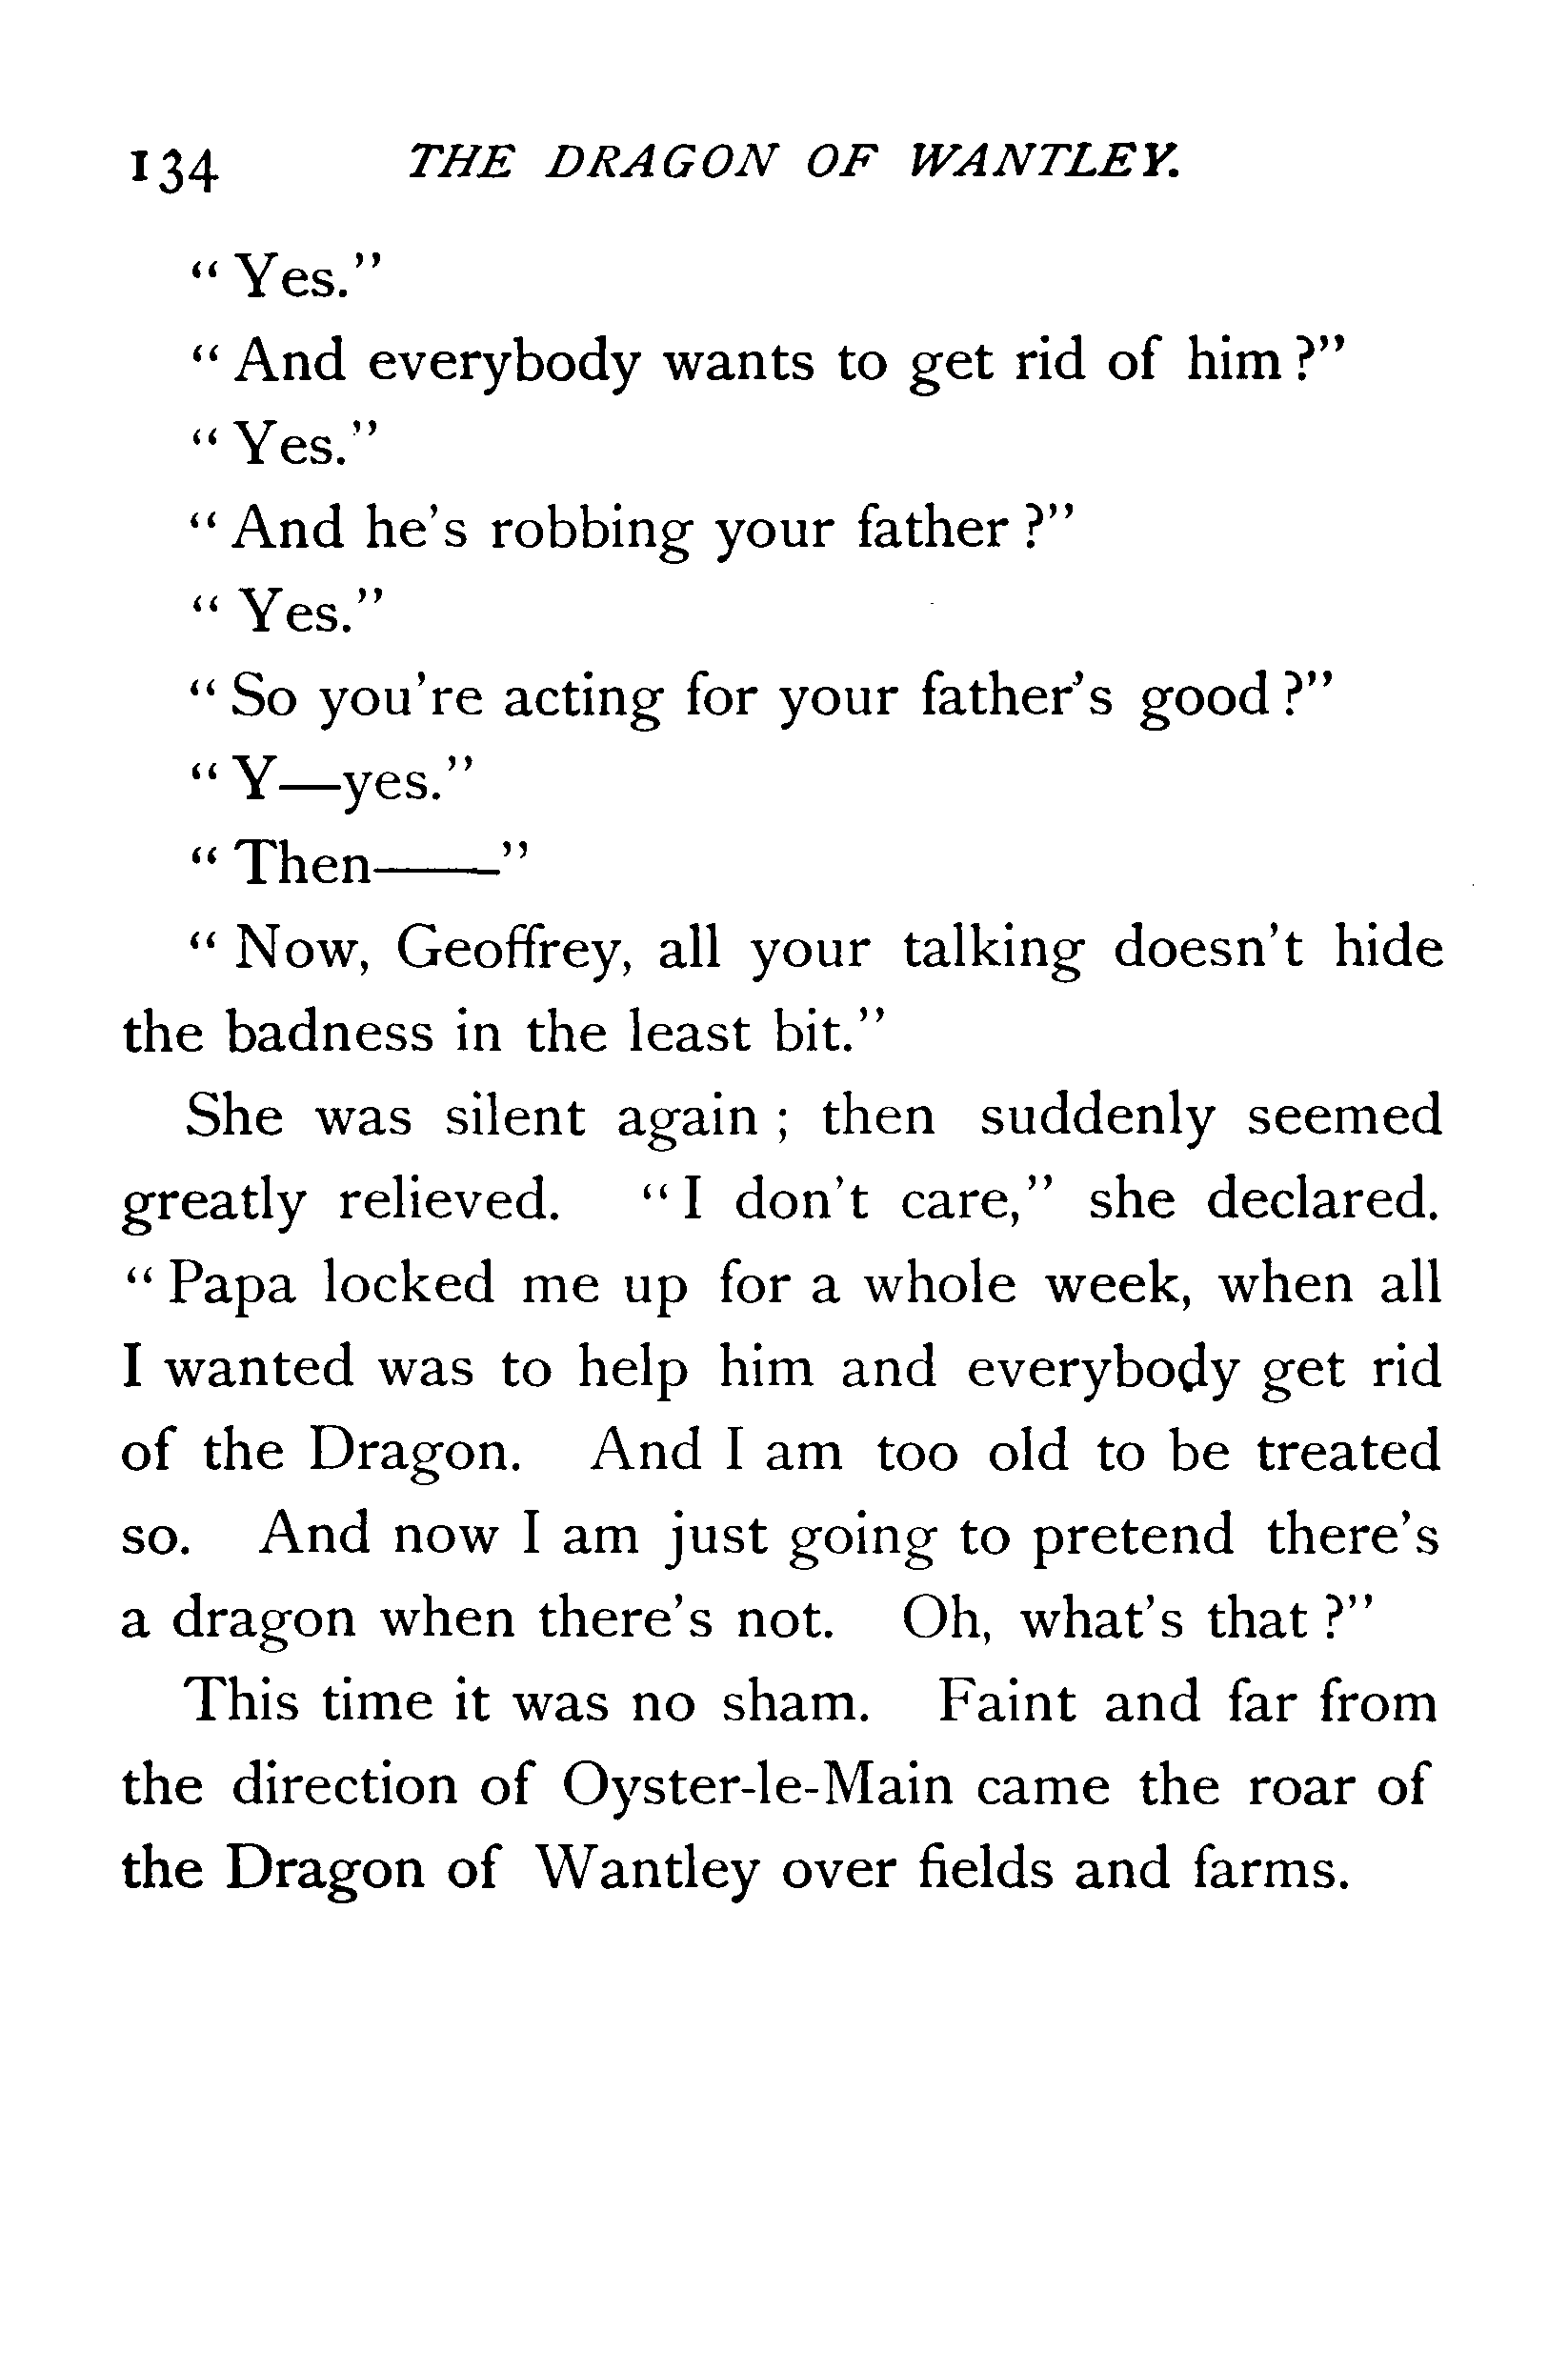 134 THE DRAGON OF WANTLEY.
“Yes.”
“And everybody wants to get rid of him?”
“Yes.”
“And he’s robbing your father?”
“Yes.”
“So you’re acting for your father’s good?”
“Y—yes.”
“Then——”
“Now, Geoffrey, all your talking doesn’t hide
the badness in the least bit.”
She was silent again; then suddenly seemed
greatly relieved. “I don’t care,” she declared.
“Papa locked me up for a whole week, when all
I wanted was to help him and everybody get rid
of the Dragon. And I am too old to be treated
so. And now I am just going to pretend there’s
a dragon when there’s not. Oh, what’s that?”
This time it was no sham. Faint and far from
the direction of Oyster-le-Main came the roar of
the Dragon of Wantley over fields and farms.